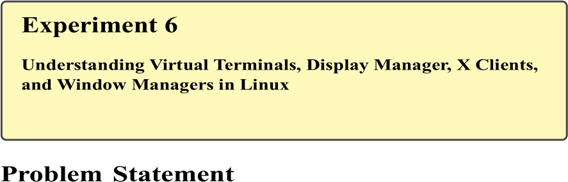 Experiment 6
Understanding Virtual Terminals, Display Manager, X Clients,
and Window Managers in Linux
Problem Statement